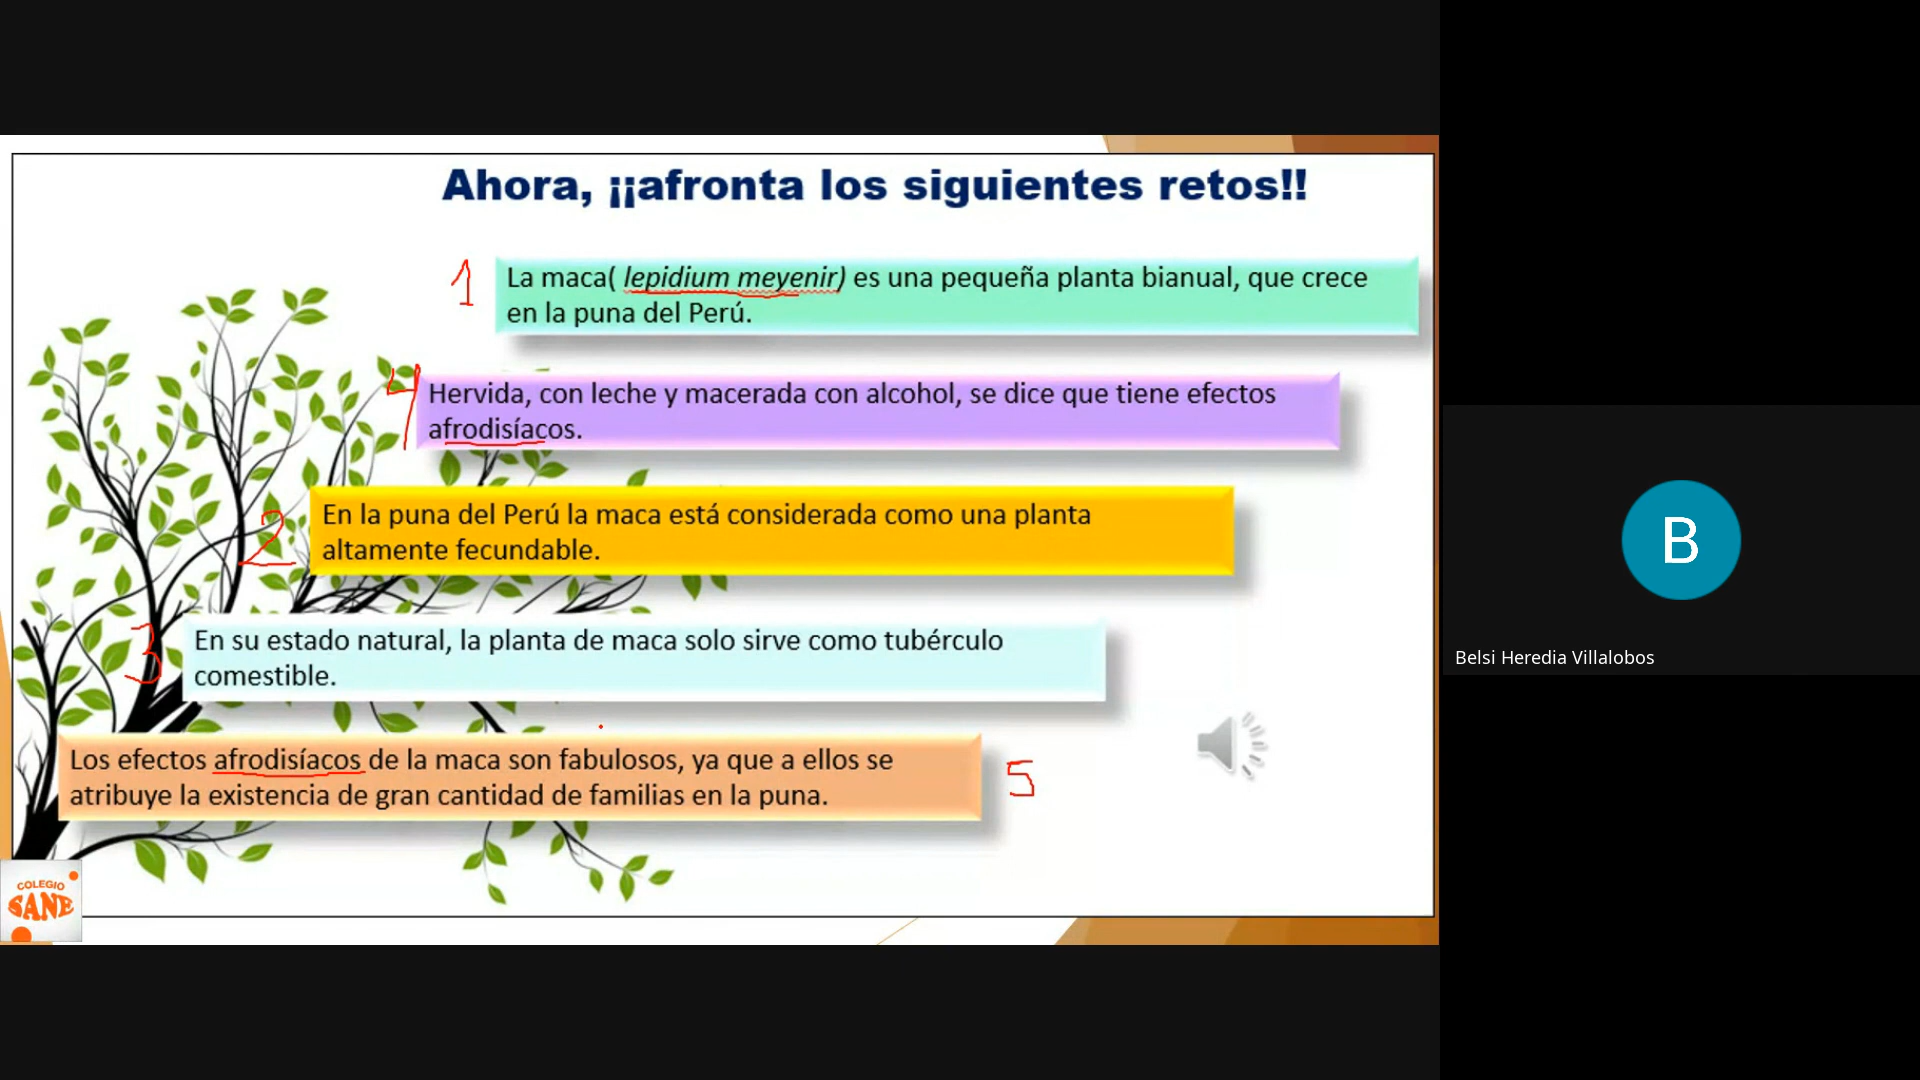 Ahora, ¡¡afronta los siguientes retos!!
1
La maca( lepidium meyenir) es una pequeña planta bianual, que crece
en la puna del Perú.
4
Hervida, con leche y macerada con alcohol, se dice que tiene efectos
afrodisíacos.
2
En la puna del Perú la maca está considerada como una planta
altamente fecundable.
3
En su estado natural, la planta de maca solo sirve como tubérculo
comestible.
Los efectos afrodisíacos de la maca son fabulosos, ya que a ellos se
atribuye la existencia de gran cantidad de familias en la puna.
5
COLEGIO
SANE
B
Belsi Heredia Villalobos